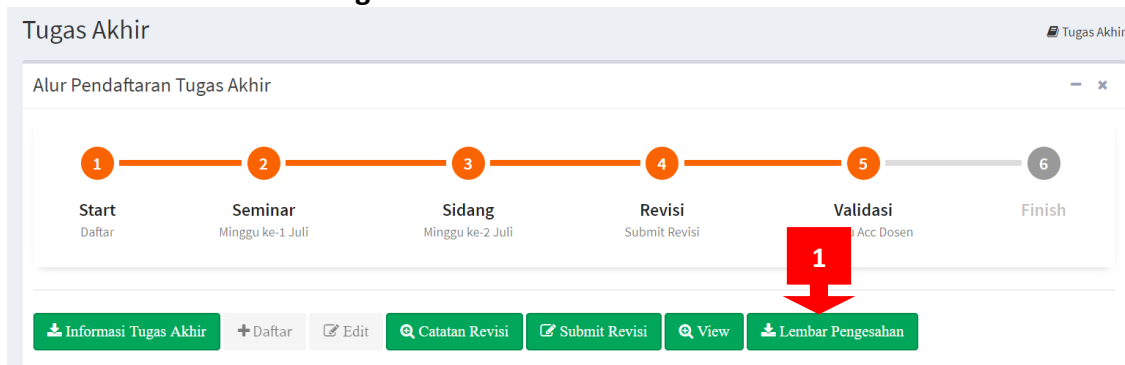 Tugas Akhir
Tugas Akhir
Alur Pendaftaran Tugas Akhir
1 2 3 4 5 6
Start Seminar Sidang Revisi Validasi Finish
Daftar Minggu ke-1 Juli Minggu ke-2 Juli Submit Revisi Acc Dosen
1
Informasi Tugas Akhir Daftar Edit Catatan Revisi Submit Revisi View Lembar Pengesahan